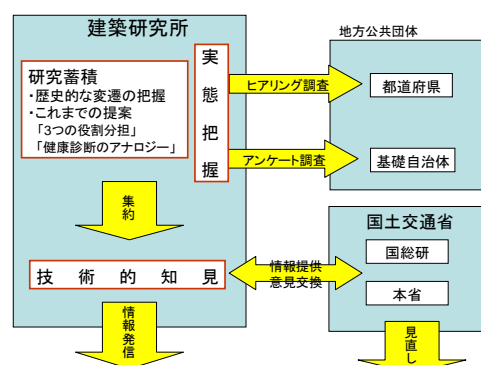 建築研究所
研究蓄積
・歴史的な変遷の把握
・これまでの提案
「3つの役割分担」
「健康診断のアナロジー」
実態把握
集約
技術的知見
情報発信
ヒアリング調査
アンケート調査
情報提供
意見交換
地方公共団体
都道府県
基礎自治体
国土交通省
国総研
本省
見直し